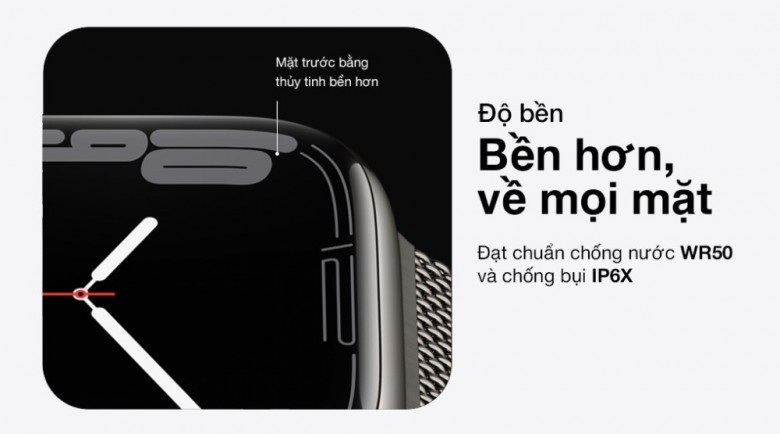 Mặt trước bằng
thủy tinh bền hơn
Độ bền
Bền hơn,
về mọi mặt
Đạt chuẩn chống nước WR50
và chống bụi IP6X